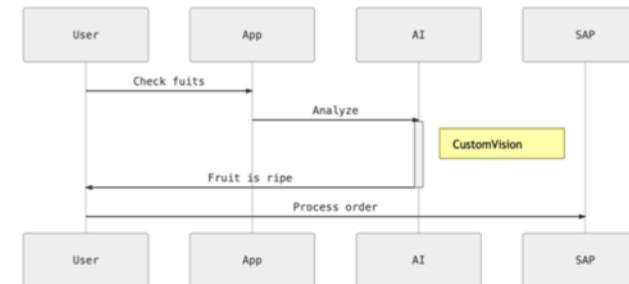 User App AI SAP
Check fuits
Analyze
CustomVision
Fruit is ripe
Process order
User App AI SAP